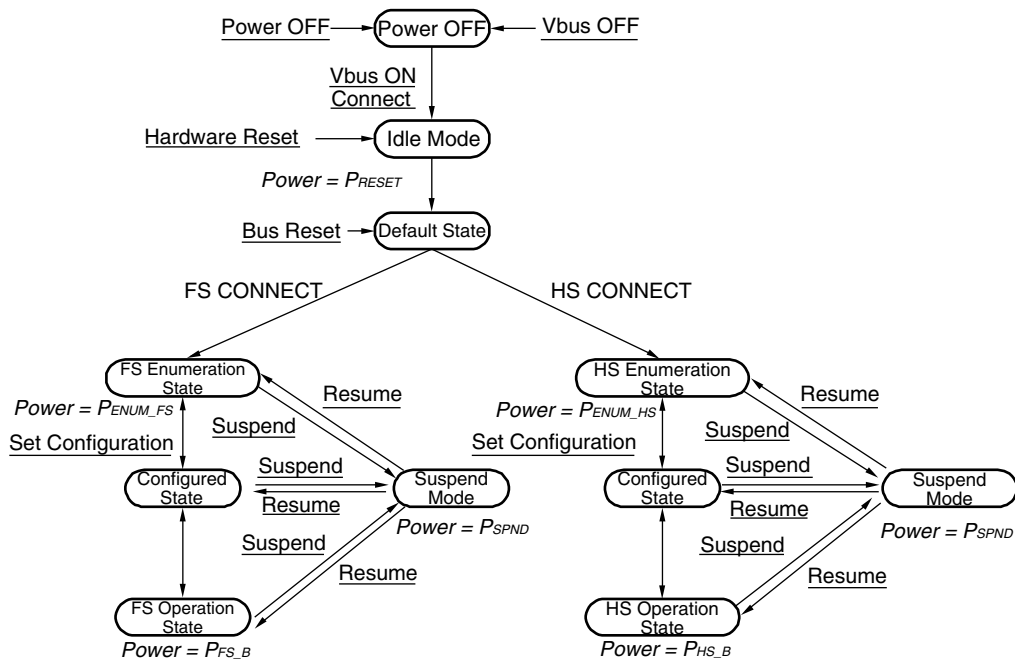 Power OFF
Power OFF
Vbus OFF
Vbus ON
Connect
Hardware Reset
Idle Mode
Power = PRESET
Bus Reset
Default State
FS CONNECT
HS CONNECT
FS Enumeration
State
Resume
Power = PENUM_FS
Suspend
Set Configuration
Configured
State
Suspend
Resume
Suspend
Mode
Power = PSPND
Suspend
Resume
FS Operation
State
Power = PFS_B
HS Enumeration
State
Resume
Power = PENUM_HS
Suspend
Set Configuration
Configured
State
Suspend
Resume
Suspend
Mode
Power = PSPND
Suspend
Resume
HS Operation
State
Power = PHS_B